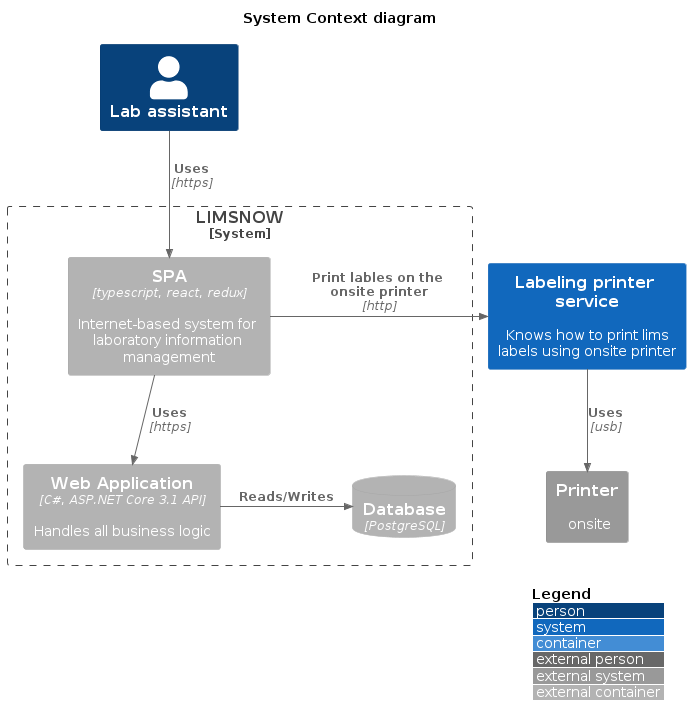 System Context diagram
Lab assistant
Uses
[https]
LIMSNOW
[System]
SPA
[typescript, react, redux]
Internet-based system for
laboratory information
management
Print lables on the
onsite printer
[http]
Labeling printer
service
Knows how to print lims
labels using onsite printer
Uses
[https]
Uses
[usb]
Web Application
[C#, ASP.NET Core 3.1 API]
Handles all business logic
Reads/Writes
Database
[PostgreSQL]
Printer
onsite
Legend
person
system
container
external person
external system
external container